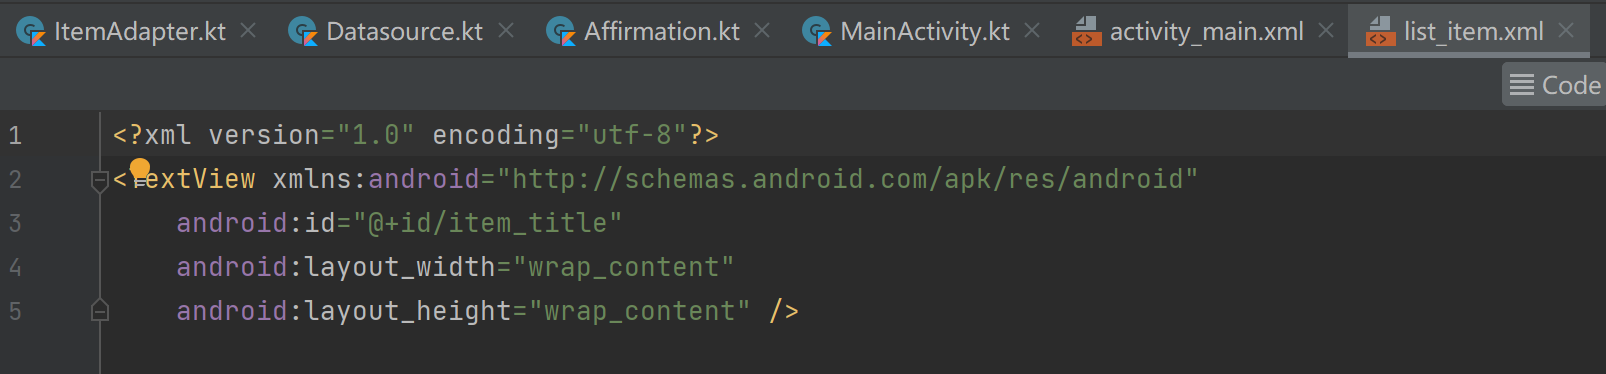 ItemAdapter.kt Datasource.kt Affirmation.kt MainActivity.kt activity_main.xml list_item.xml
Code
1 <?xml version="1.0" encoding="utf-8"?>
2 <TextView xmlns:android="http://schemas.android.com/apk/res/android"
3 android:id="@+id/item_title"
4 android:layout_width="wrap_content"
5 android:layout_height="wrap_content" />